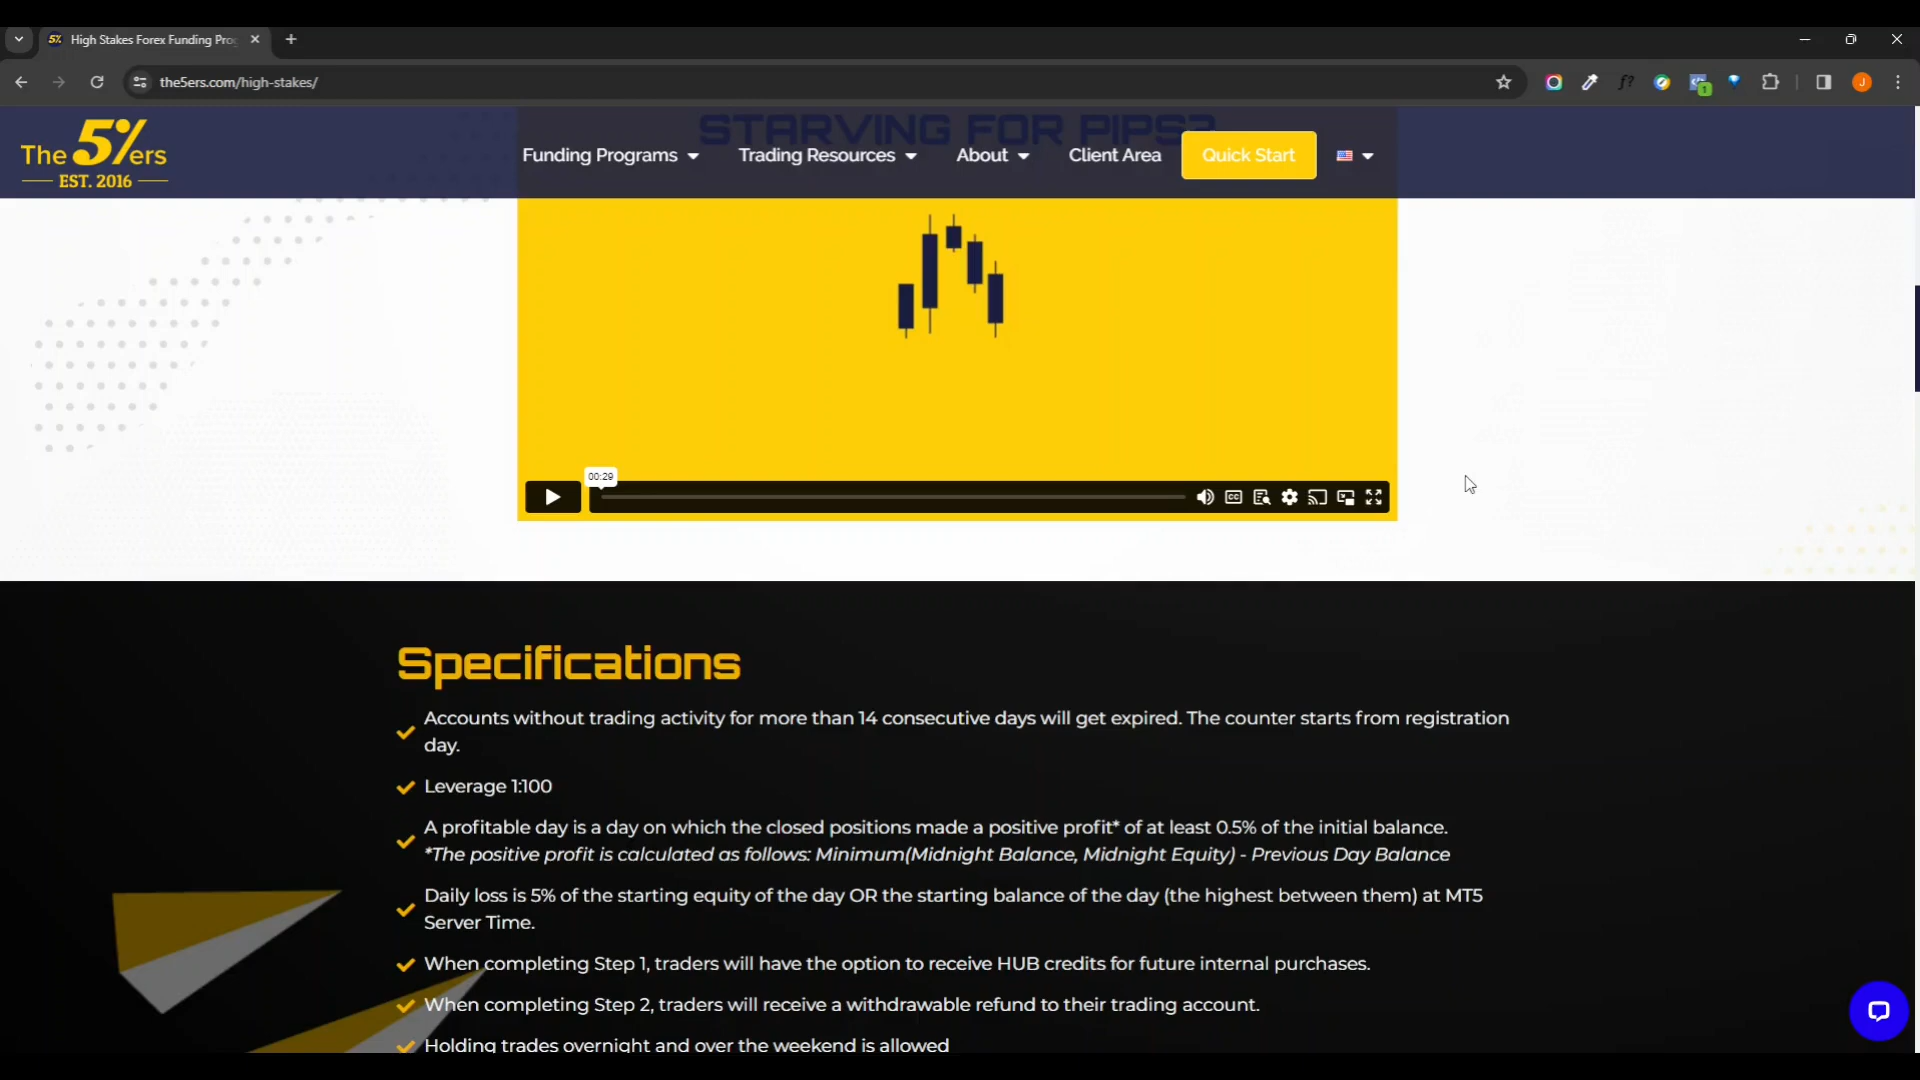 High Stakes Forex Funding Pro
the5ers.com/high-stakes/
1
J
STARVING FOR PIPS?
The 5%ers
EST. 2016
Funding Programs
Trading Resources
About
Client Area
Quick Start
00:29
CC
Specifications
Accounts without trading activity for more than 14 consecutive days will get expired. The counter starts from registration
day.
Leverage 1:100
A profitable day is a day on which the closed positions made a positive profit* of at least 0.5% of the initial balance.
*The positive profit is calculated as follows: Minimum(Midnight Balance, Midnight Equity) - Previous Day Balance
Daily loss is 5% of the starting equity of the day OR the starting balance of the day (the highest between them) at MT5
Server Time.
When completing Step 1, traders will have the option to receive HUB credits for future internal purchases.
When completing Step 2, traders will receive a withdrawable refund to their trading account.
Holding trades overnight and over the weekend is allowed